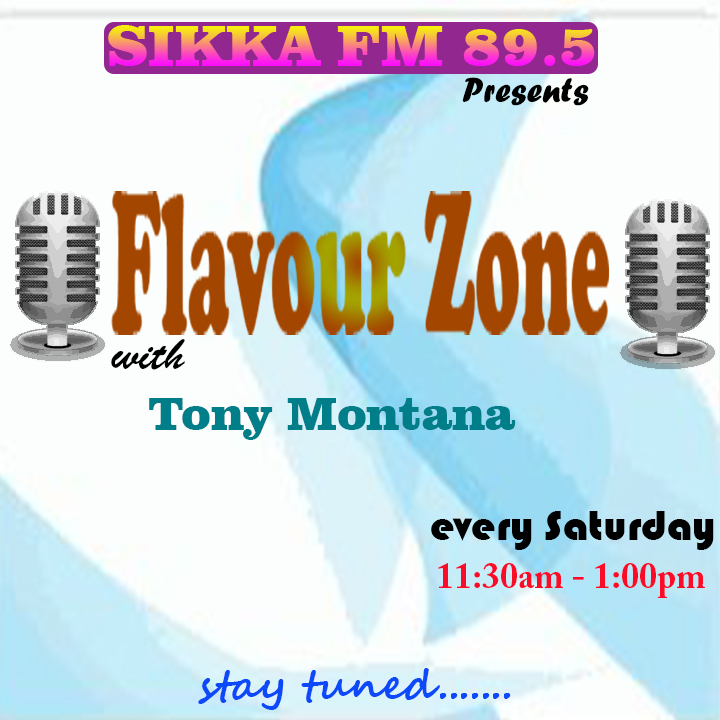 SIKKA FM 89.5
Presents
Flavour Zone
with
Tony Montana
every Saturday
11:30am - 1:00pm
stay tuned.......